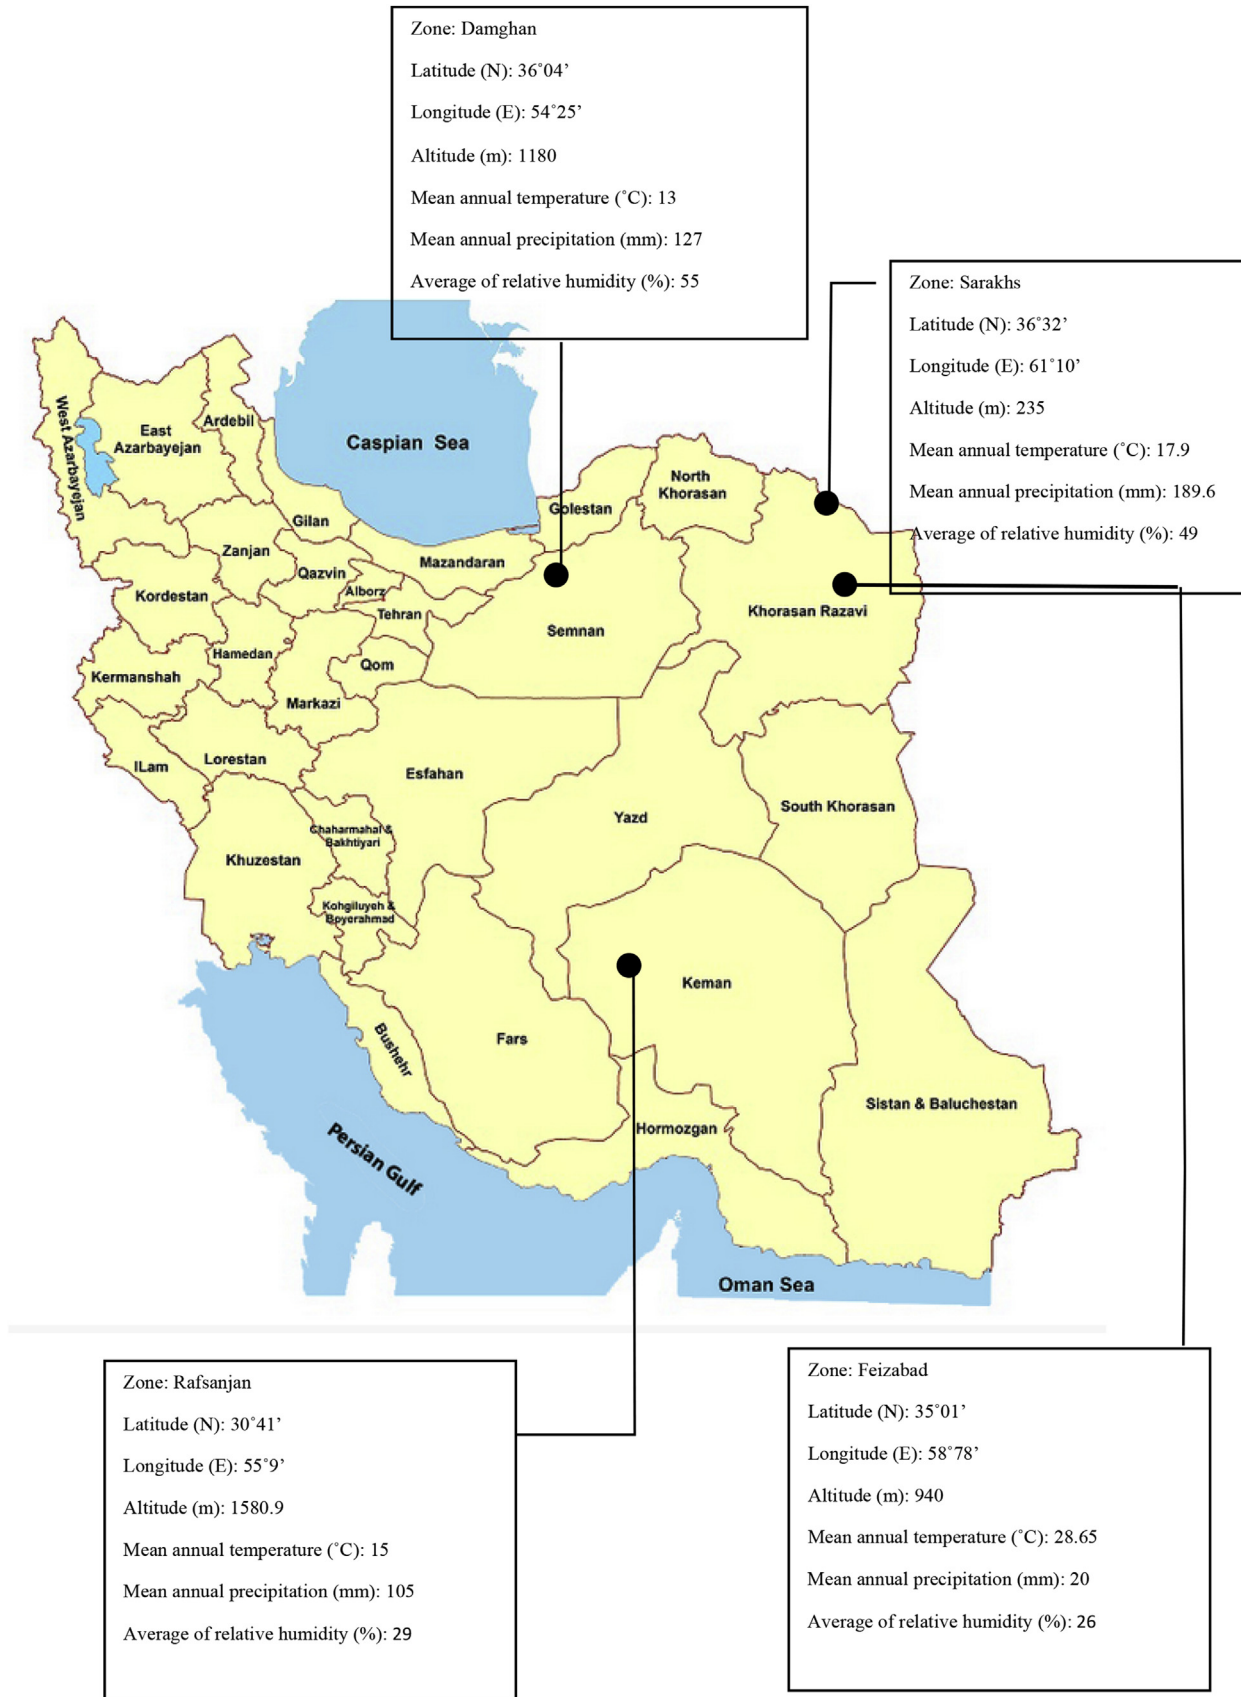 Zone: Damghan
Latitude (N): 36˚04’
Longitude (E): 54˚25’
Altitude (m): 1180
Mean annual temperature (˚C): 13
Mean annual precipitation (mm): 127
Average of relative humidity (%): 55
Zone: Sarakhs
Latitude (N): 36˚32’
Longitude (E): 61˚10’
Altitude (m): 235
Mean annual temperature (˚C): 17.9
Mean annual precipitation (mm): 189.6
Average of relative humidity (%): 49
West Azarbayejan
East
Azarbayejan
Ardebil
Caspian Sea
Gilan
Golestan
North
Khorasan
Zanjan
Qazvin
Alborz
Mazandaran
Tehran
Kordestan
Semnan
Khorasan Razavi
Hamedan
Qom
Kermanshah
Markazi
ILam
Lorestan
Esfahan
Yazd
South Khorasan
Chaharmahal &
Bakhtiyari
Khuzestan
Kohgiluyeh &
Boyerahmad
Keman
Fars
Bushehr
Sistan & Baluchestan
Hormozgan
Persian Gulf
Oman Sea
Zone: Rafsanjan
Latitude (N): 30˚41’
Longitude (E): 55˚9’
Altitude (m): 1580.9
Mean annual temperature (˚C): 15
Mean annual precipitation (mm): 105
Average of relative humidity (%): 29
Zone: Feizabad
Latitude (N): 35˚01’
Longitude (E): 58˚78’
Altitude (m): 940
Mean annual temperature (˚C): 28.65
Mean annual precipitation (mm): 20
Average of relative humidity (%): 26